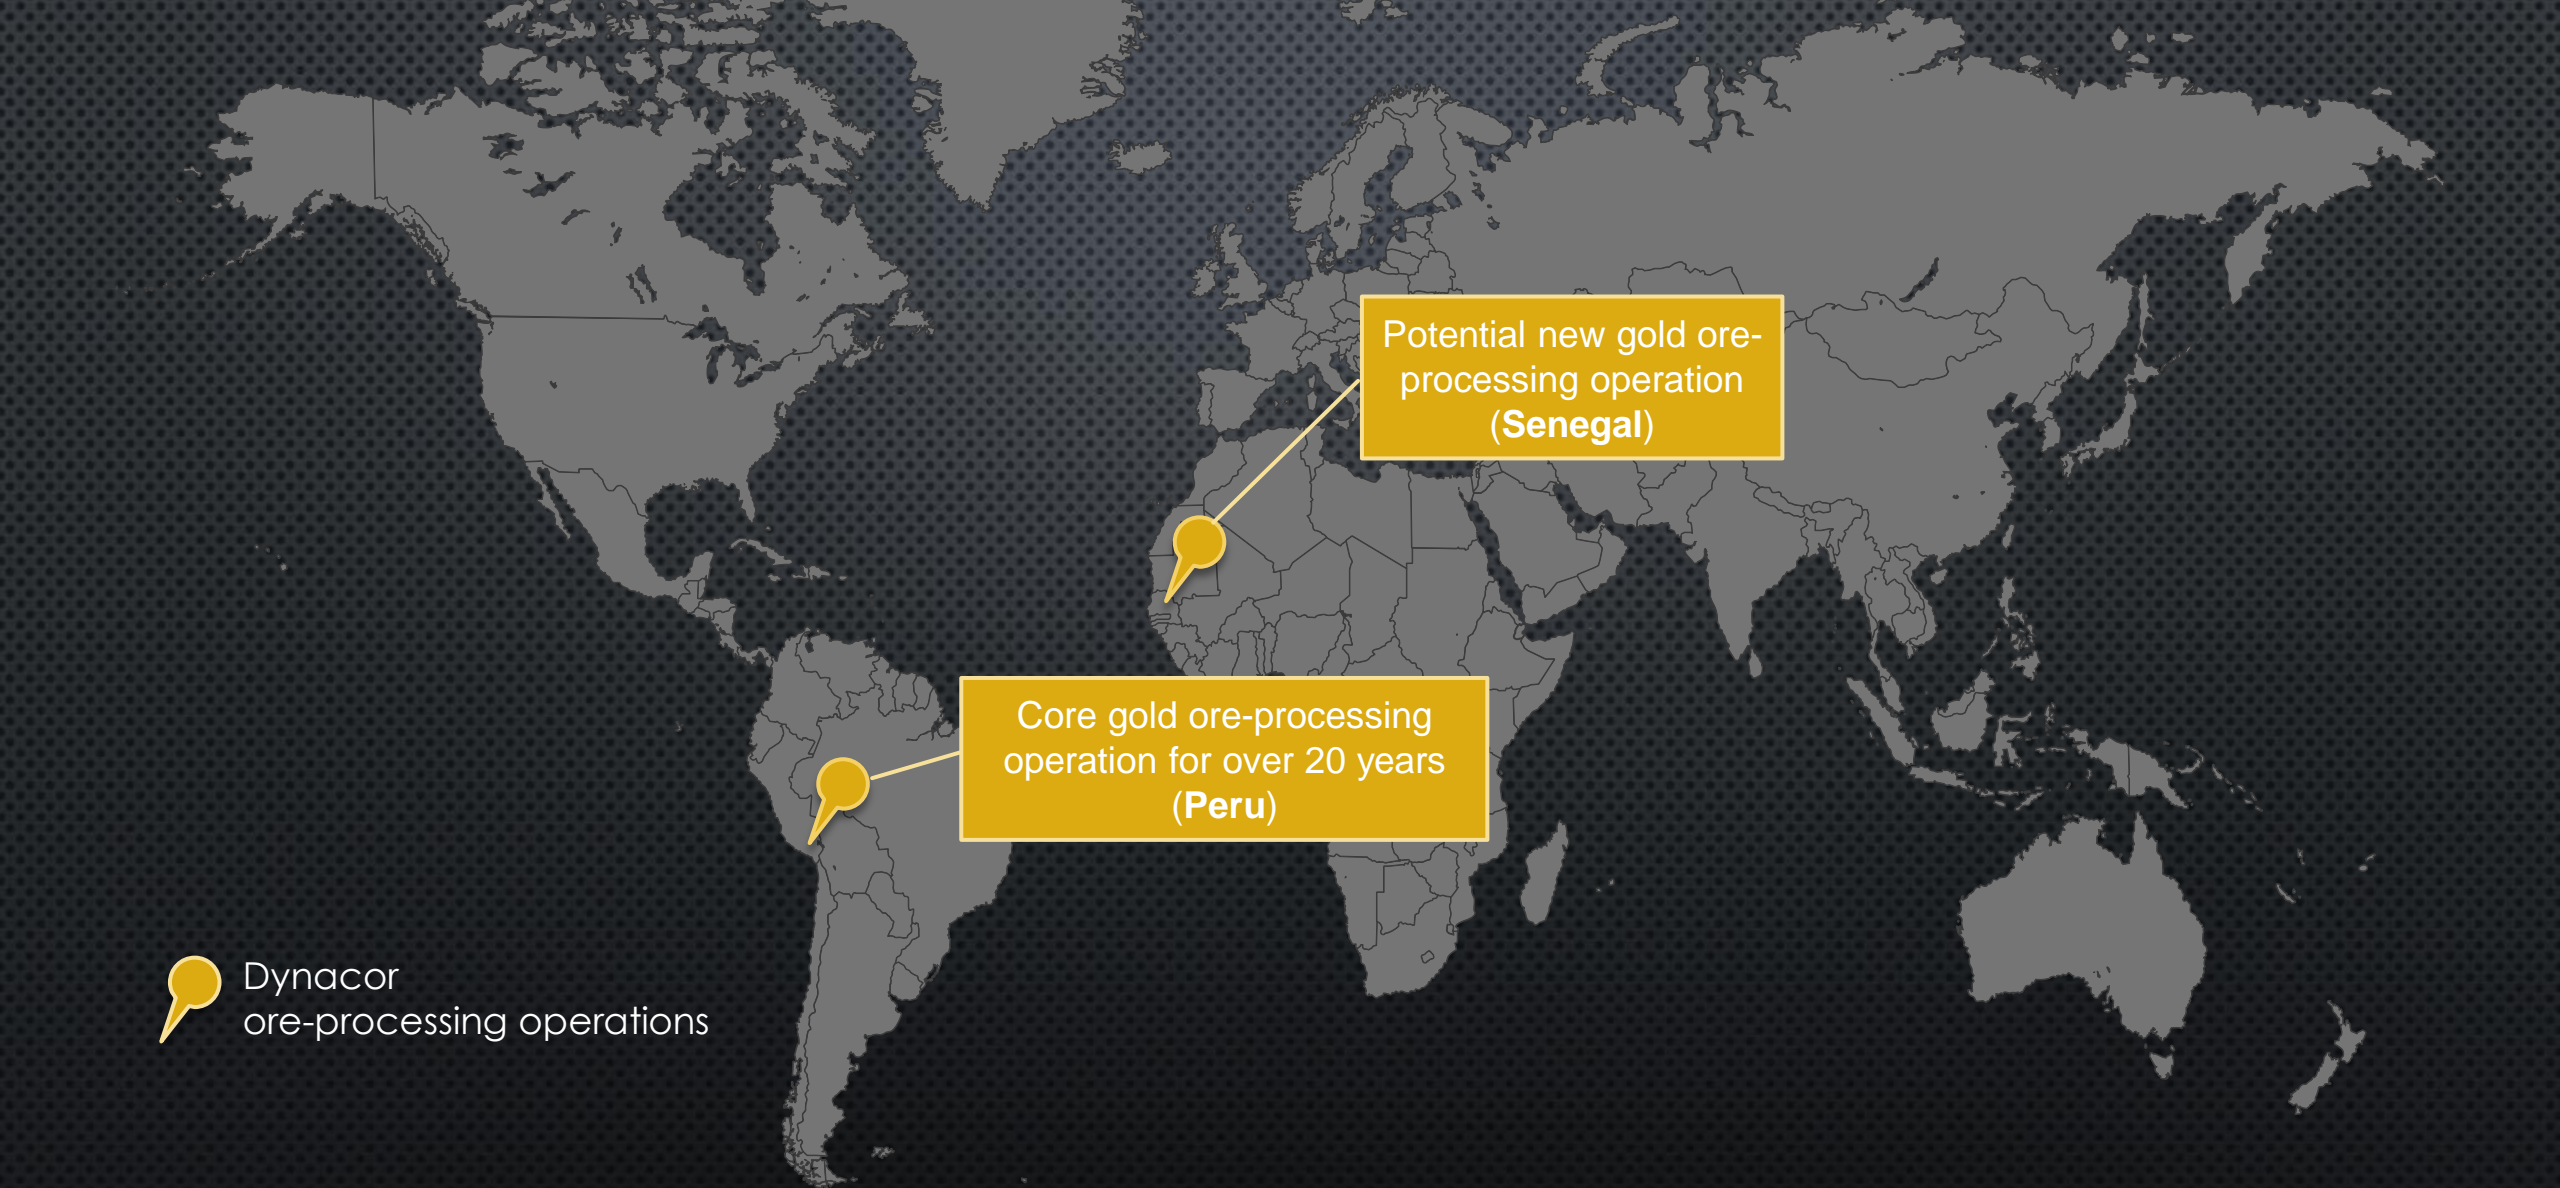 Potential new gold ore-
processing operation
(Senegal)
Core gold ore-processing
operation for over 20 years
(Peru)
Dynacor
ore-processing operations